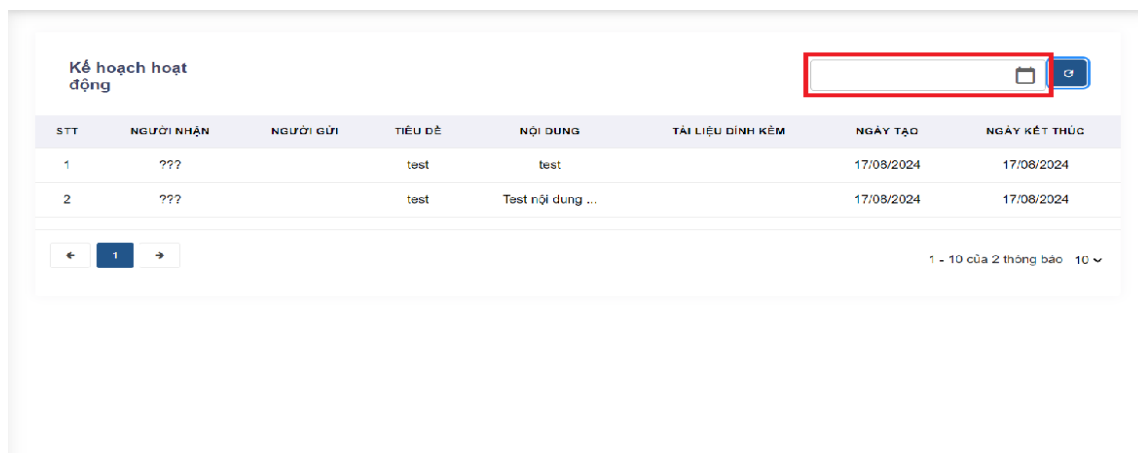 Kế hoạch hoạt
động
STT NGƯỜI NHẬN NGƯỜI GỬI TIÊU ĐỀ NỘI DUNG TÀI LIỆU ĐÍNH KÈM NGÀY TẠO NGÀY KẾT THÚC
1 ??? test test 17/08/2024 17/08/2024
2 ??? test Test nội dung ... 17/08/2024 17/08/2024
1
1 - 10 của 2 thông báo 10